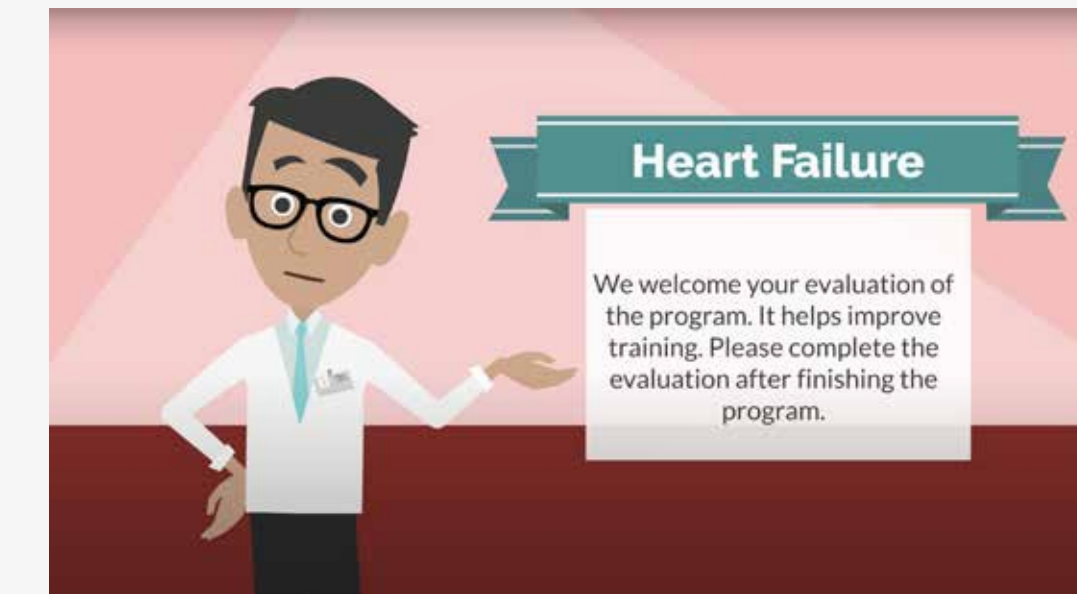 Heart Failure
We welcome your evaluation of
the program. It helps improve
training. Please complete the
evaluation after finishing the
program.